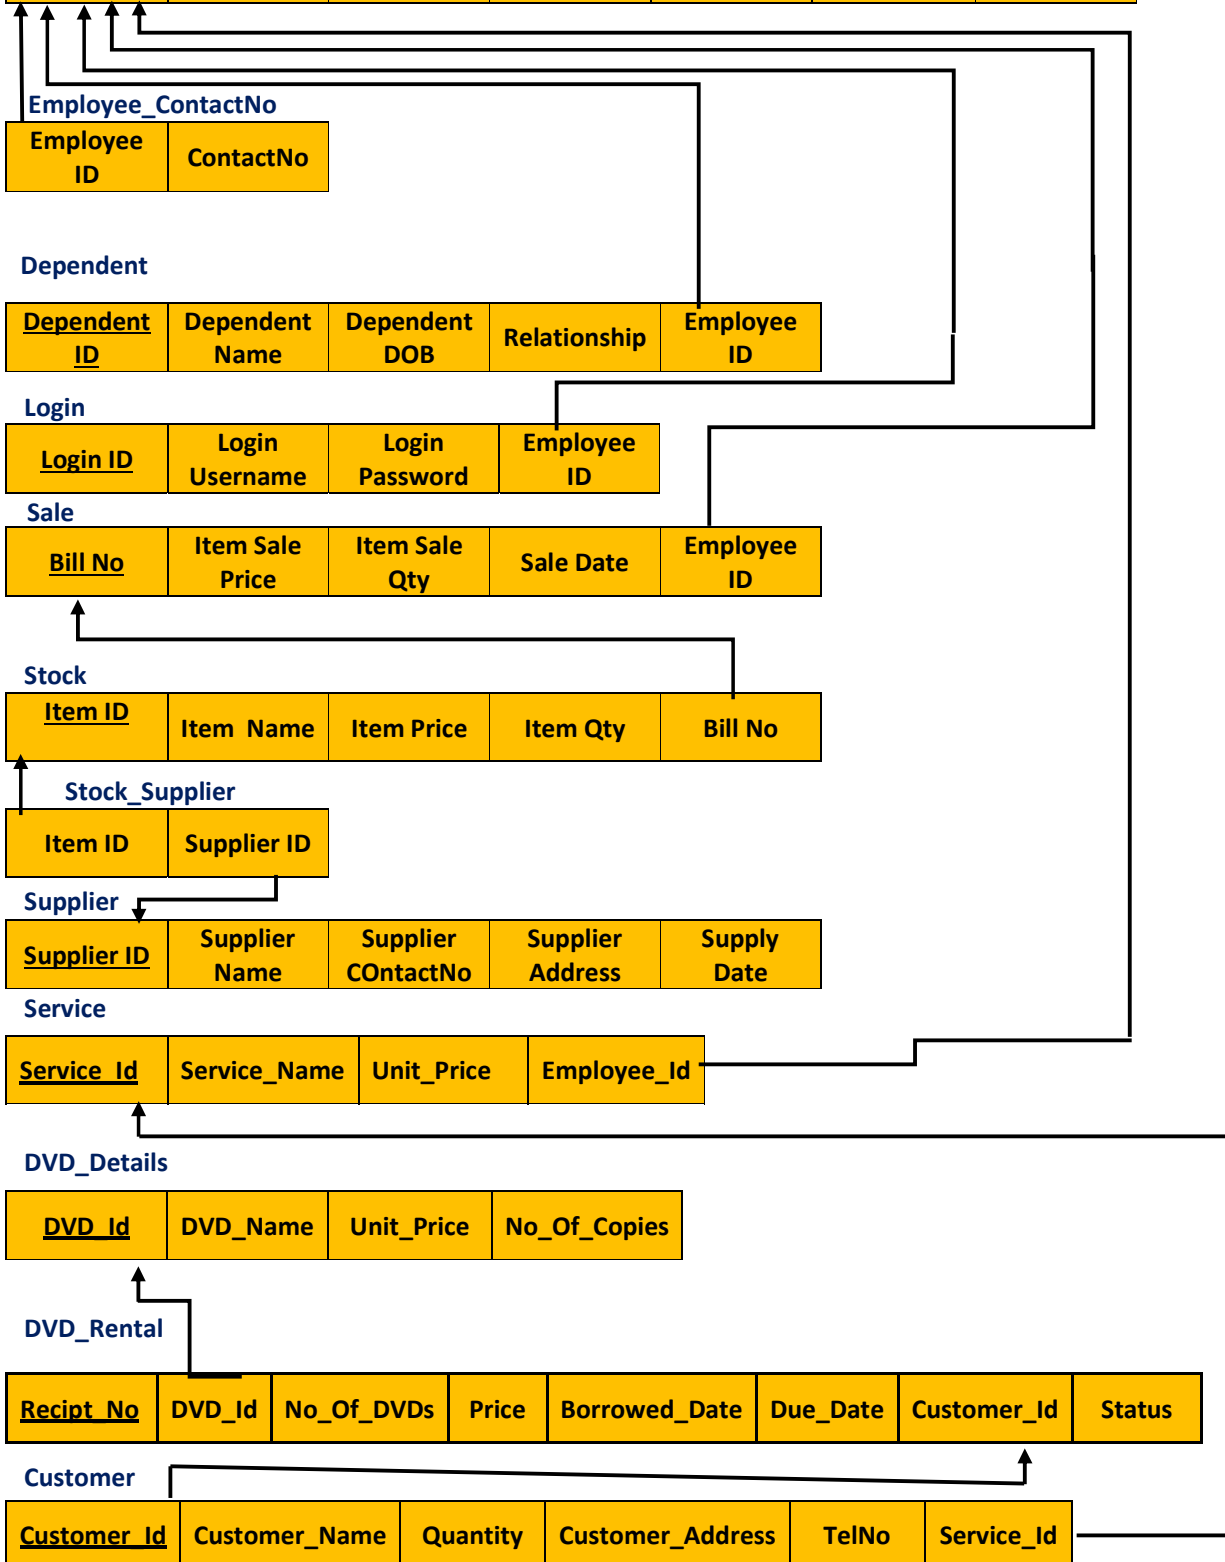 Employee_ContactNo
Employee ID ContactNo
Dependent
Dependent ID Dependent Name Dependent DOB Relationship Employee ID
Login
Login ID Login Username Login Password Employee ID
Sale
Bill No Item Sale Price Item Sale Qty Sale Date Employee ID
Stock
Item ID Item Name Item Price Item Qty Bill No
Stock_Supplier
Item ID Supplier ID
Supplier
Supplier ID Supplier Name Supplier COntactNo Supplier Address Supply Date
Service
Service_Id Service_Name Unit_Price Employee_Id
DVD_Details
DVD_Id DVD_Name Unit_Price No_Of_Copies
DVD_Rental
Recipt_No DVD_Id No_Of_DVDs Price Borrowed_Date Due_Date Customer_Id Status
Customer
Customer_Id Customer_Name Quantity Customer_Address TelNo Service_Id